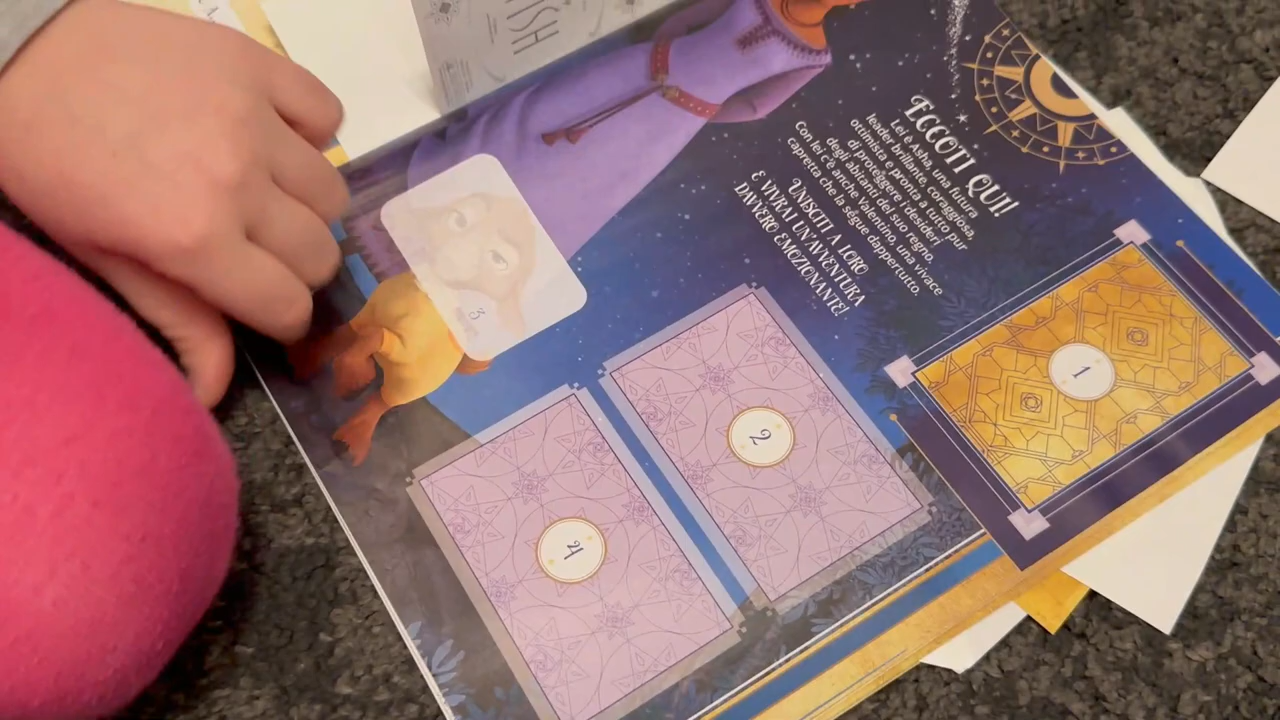 WISH
ECCOTI QUI!
Lei è Asha, una futura
leader brillante, coraggiosa,
ottimista e pronta a tutto pur
di proteggere i desideri
degli abitanti del suo regno.
Con lei c'è anche Valentino, una vivace
capretta che la segue dappertutto.
UNISCITI A LORO
E VIVRAI UN'AVVENTURA
DAVVERO EMOZIONANTE!
3
1
2
4